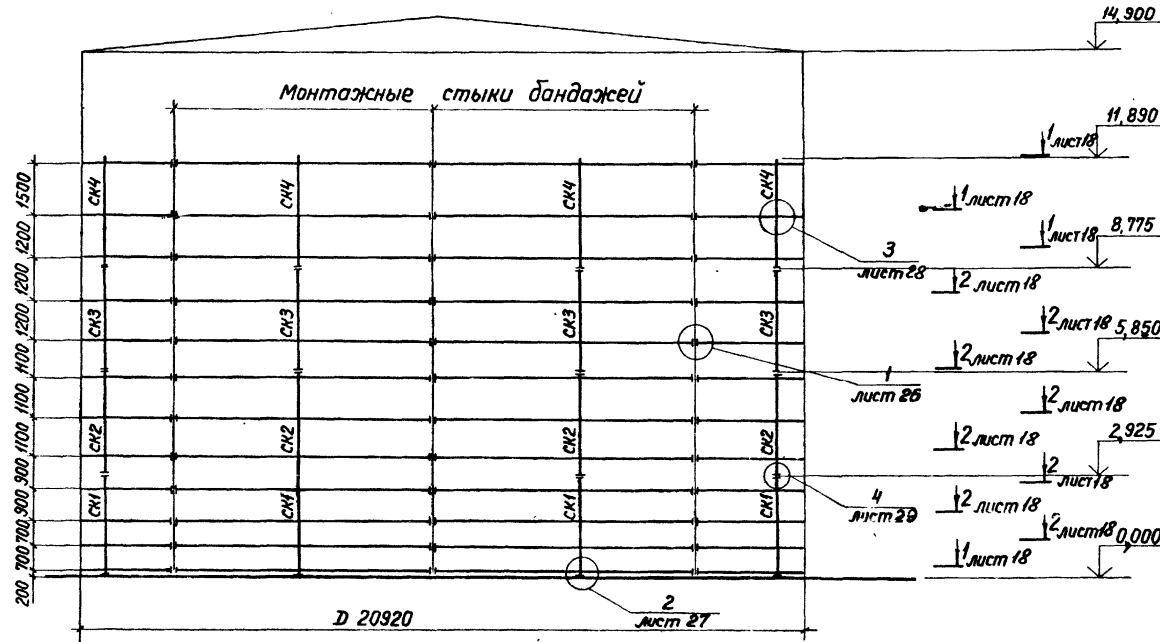 14,900
Монтажные стыки бандажей
11,890
1 лист 18
1500
СК4 СК4 СК4 СК4
1 лист 18
1200
1 лист 18
8,775
3
лист 28
1200
2 лист 18
1200
СК3 СК3 СК3 СК3
2 лист 18
5,850
1100
2 лист 18
1
лист 26
1100
2 лист 18
1100
СК2 СК2 СК2 СК2
2 лист 18
2,925
900
2 лист 18
900
СК1 СК1 СК1 СК1
4
лист 29
2 лист 18
700
2 лист 18
0,000
700
1 лист 18
200
2
лист 27
D 20920